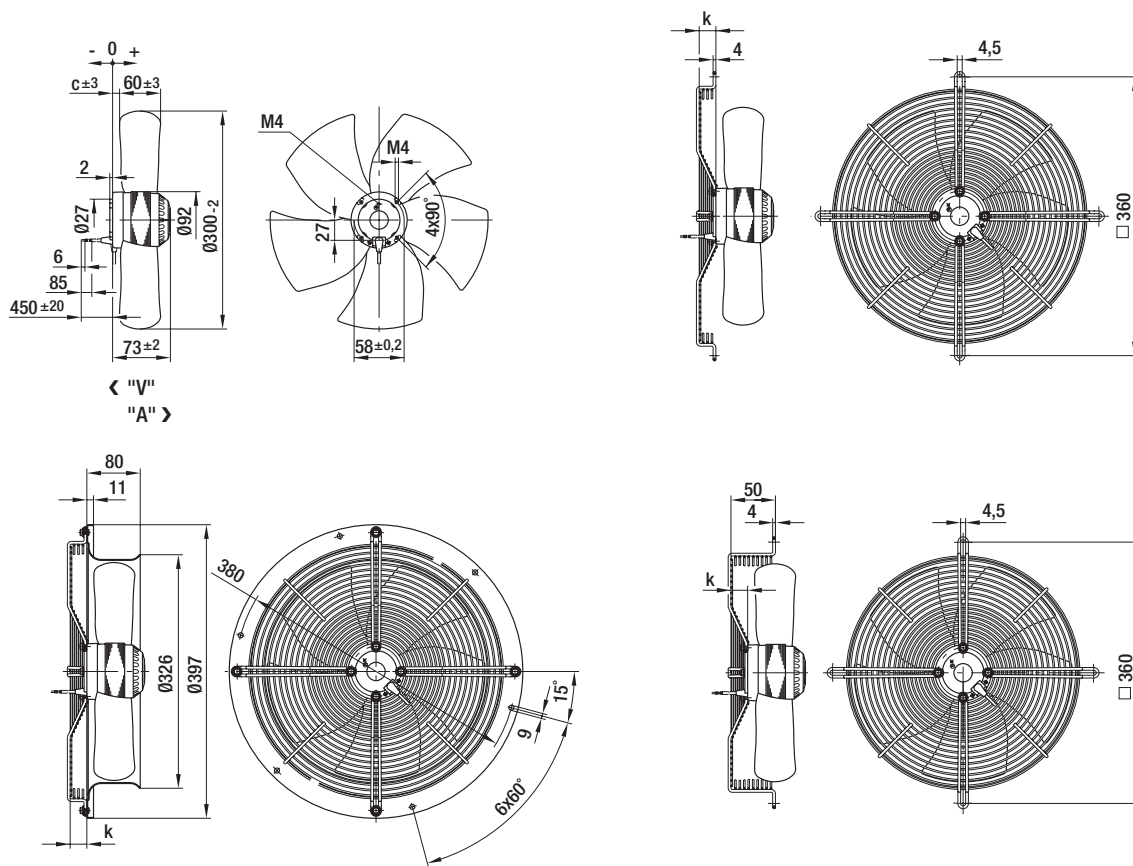 - 0 +
c±3
60±3
2
Ø27
Ø92
Ø300-2
6
85
450 ±20
73±2
M4
M4
27
4x90°
58±0,2
❮ "V"
"A" ❯
k
4
4,5
□ 360
80
11
Ø326
Ø397
k
380
15°
9
6x60°
50
4
k
4,5
□ 360